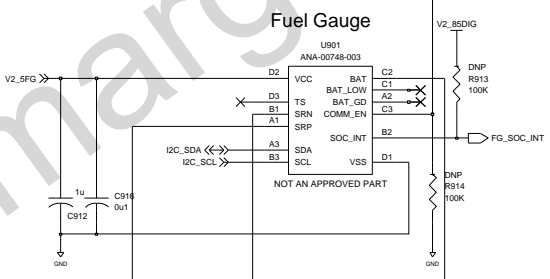 Fuel Gauge
U901
ANA-00748-003
V2_5FG
D2 VCC
D3 TS
B1 SRN
A1 SRP
A3 SDA
B3 SCL
BAT C2
BAT_LOW C1
BAT_GD A2
COMM_EN C3
SOC_INT B2
VSS D1
I2C_SDA
I2C_SCL
NOT AN APPROVED PART
V2_85DIG
DNP
R913
100K
FG_SOC_INT
DNP
R914
100K
1u
C912
C916
0u1
GND
GND
marg